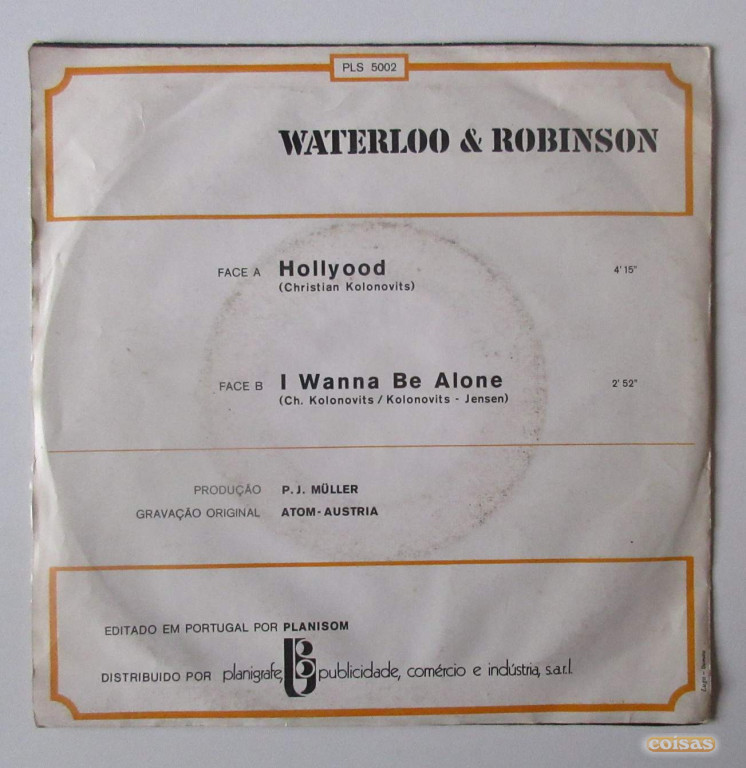 PLS 5002
WATERLOO & ROBINSON
FACE A Hollyood 4'15"
(Christian Kolonovits)
FACE B I Wanna Be Alone 2'52"
(Ch. Kolonovits / Kolonovits - Jensen)
PRODUÇÃO P. J. MÜLLER
GRAVAÇÃO ORIGINAL ATOM - AUSTRIA
EDITADO EM PORTUGAL POR PLANISOM
DISTRIBUIDO POR planigrafe, publicidade, comércio e indústria, s.a.r.l.
coisas